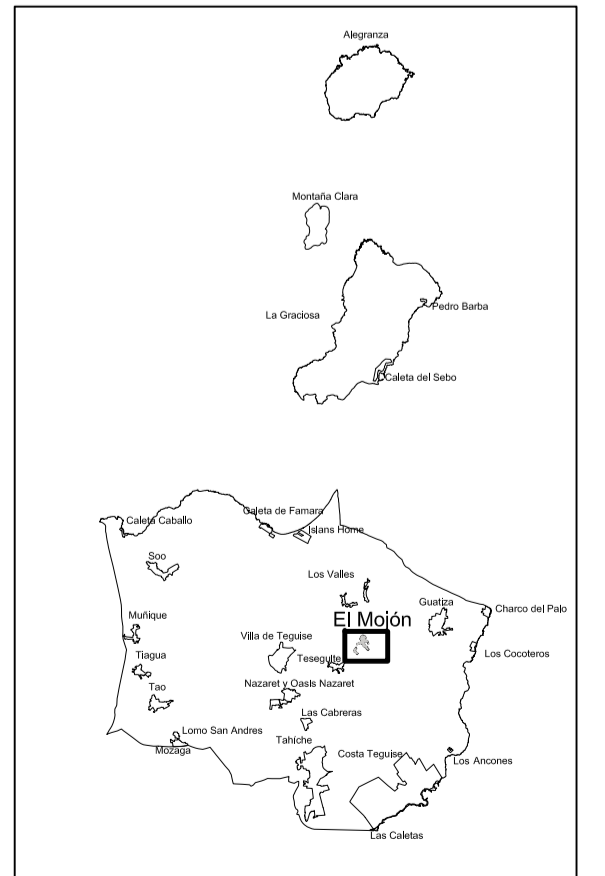 Alegranza
Montaña Clara
Pedro Barba
La Graciosa
Caleta del Sebo
Caleta de Famara
Caleta Caballo
Islans Home
Soo
Los Valles
Guatiza
Charco del Palo
Muñique
El Mojón
Villa de Teguise
Los Cocoteros
Tiagua
Teseguite
Nazaret y Oasis Nazaret
Tao
Las Cabreras
Lomo San Andres
Tahíche
Mozaga
Costa Teguise
Los Ancones
Las Caletas